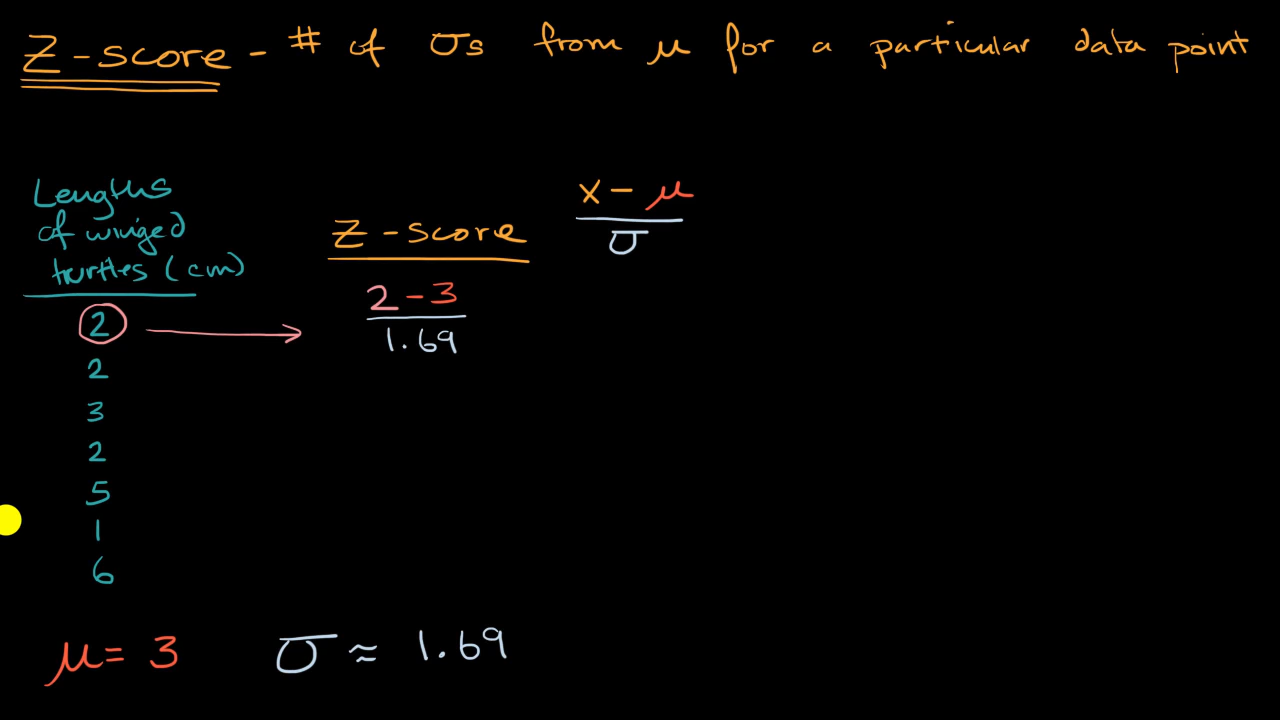 Z-score - # of σs from μ for a particular data point
Lengths
of winged
turtles (cm)
Z-score
x - μ
σ
2
2 - 3
1.69
2
3
2
5
1
6
μ = 3
σ ≈ 1.69